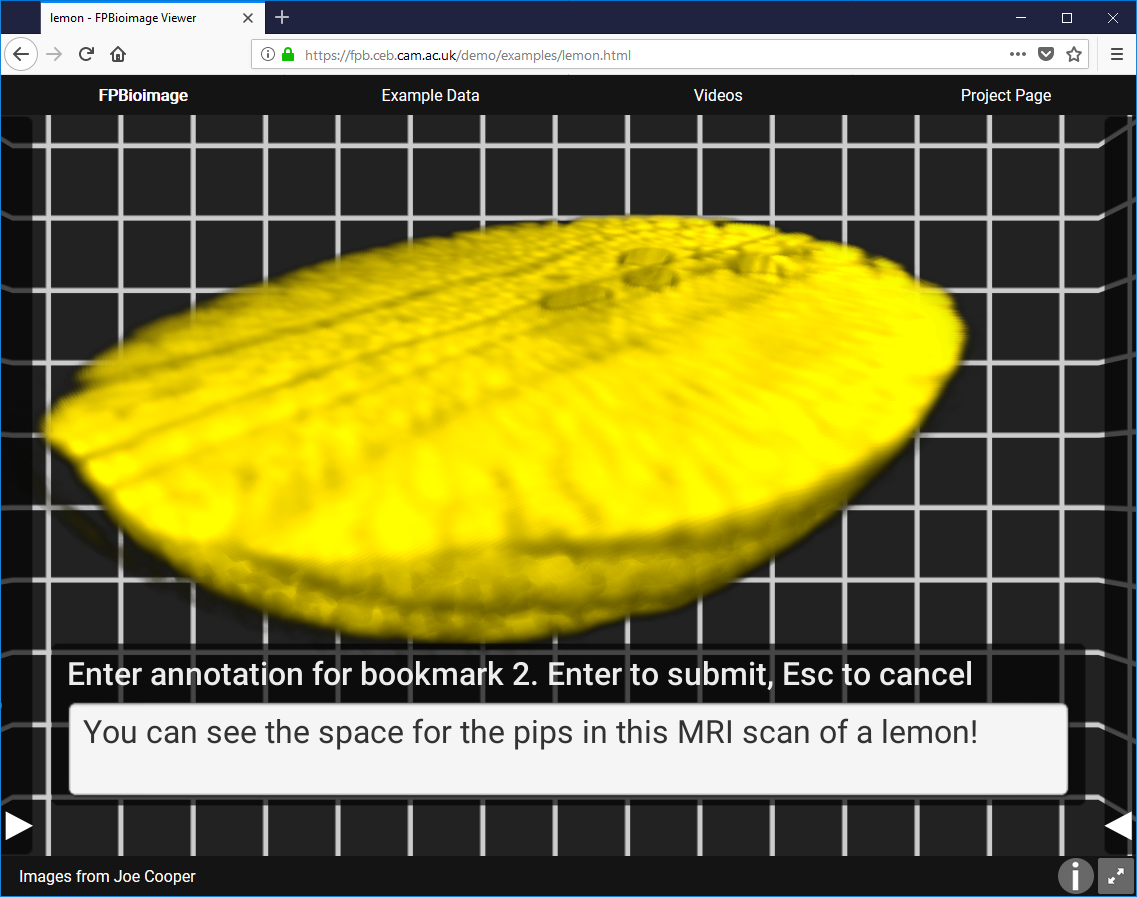 lemon - FPBioimage Viewer
https://fpb.ceb.cam.ac.uk/demo/examples/lemon.html
FPBioimage Example Data Videos Project Page
Enter annotation for bookmark 2. Enter to submit, Esc to cancel
You can see the space for the pips in this MRI scan of a lemon!
Images from Joe Cooper